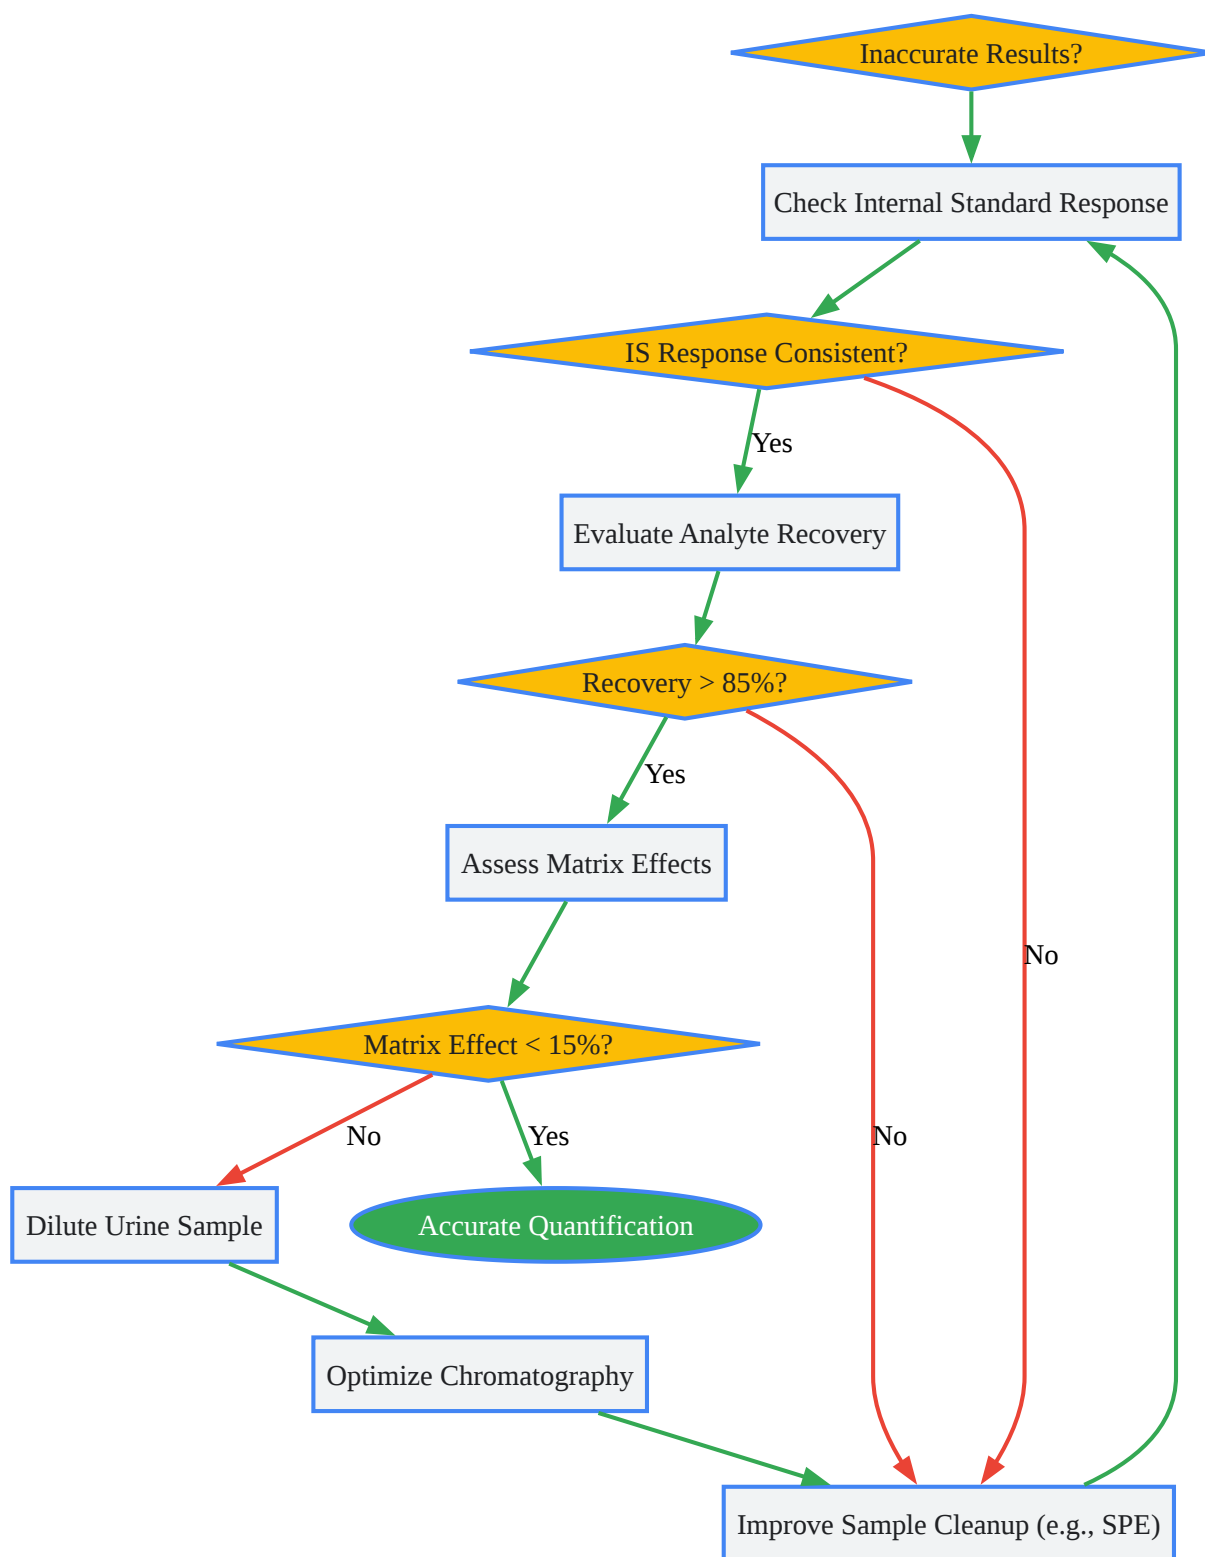 Inaccurate Results?
Check Internal Standard Response
IS Response Consistent?
Yes
Evaluate Analyte Recovery
Recovery > 85%?
Yes
Assess Matrix Effects
No
Matrix Effect < 15%?
No
Yes
No
Dilute Urine Sample
Accurate Quantification
Optimize Chromatography
Improve Sample Cleanup (e.g., SPE)